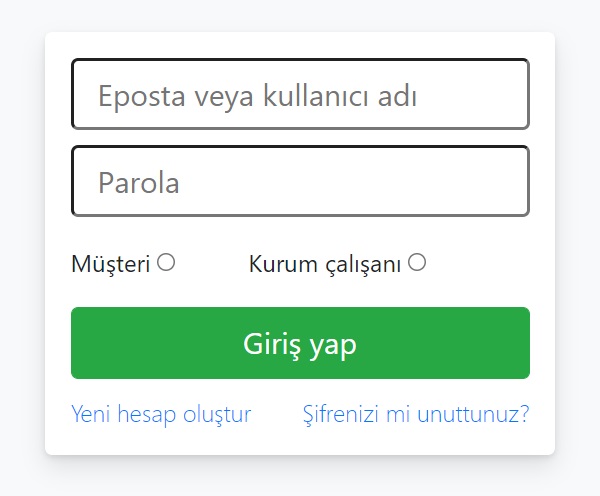 Eposta veya kullanıcı adı
Parola
Müşteri Kurum çalışanı
Giriş yap
Yeni hesap oluştur Şifrenizi mi unuttunuz?